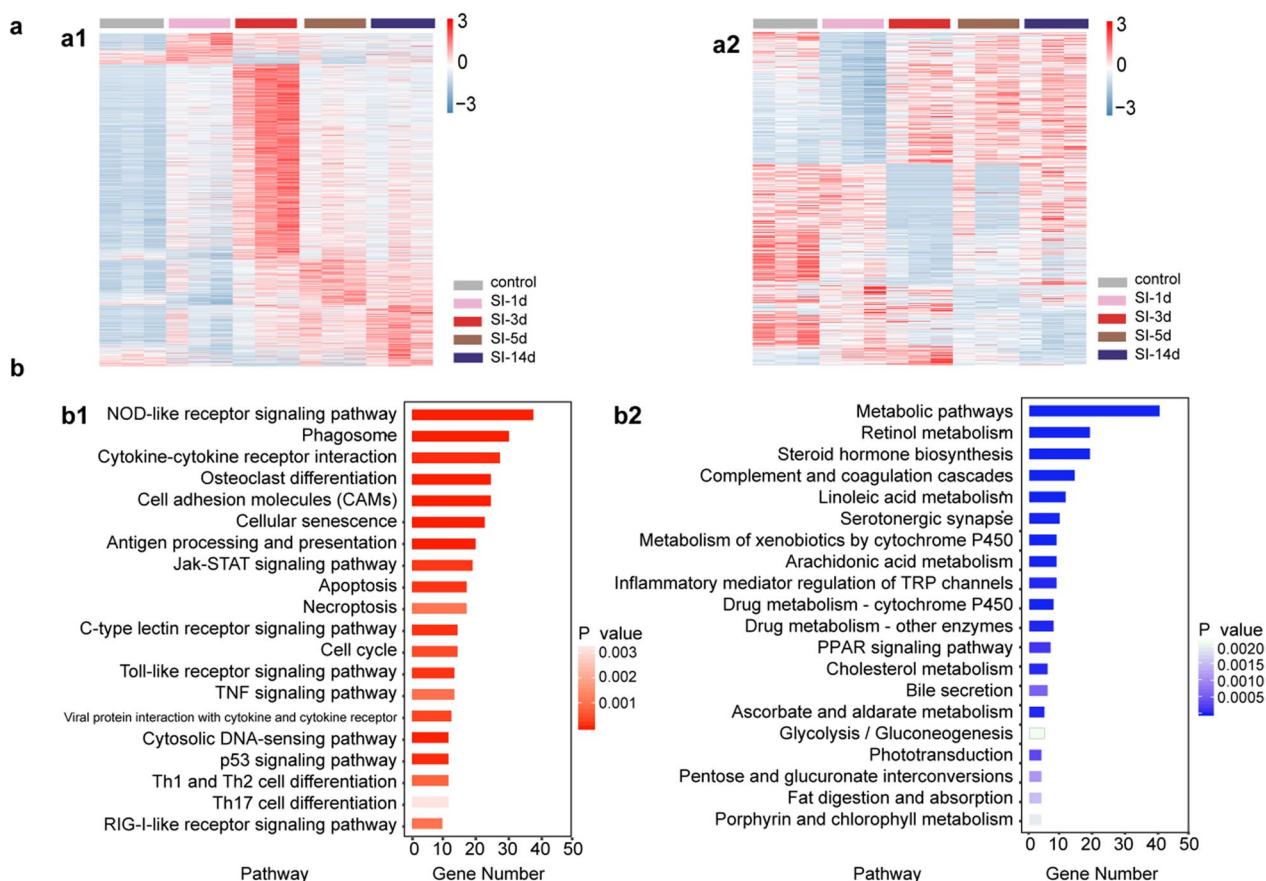 a
a1
3
0
−3
control
SI-1d
SI-3d
SI-5d
SI-14d
a2
3
0
−3
control
SI-1d
SI-3d
SI-5d
SI-14d
b
b1
NOD-like receptor signaling pathway
Phagosome
Cytokine-cytokine receptor interaction
Osteoclast differentiation
Cell adhesion molecules (CAMs)
Cellular senescence
Antigen processing and presentation
Jak-STAT signaling pathway
Apoptosis
Necroptosis
C-type lectin receptor signaling pathway
Cell cycle
Toll-like receptor signaling pathway
TNF signaling pathway
Viral protein interaction with cytokine and cytokine receptor
Cytosolic DNA-sensing pathway
p53 signaling pathway
Th1 and Th2 cell differentiation
Th17 cell differentiation
RIG-I-like receptor signaling pathway
0 10 20 30 40 50
Pathway
Gene Number
P value
0.003
0.002
0.001
b2
Metabolic pathways
Retinol metabolism
Steroid hormone biosynthesis
Complement and coagulation cascades
Linoleic acid metabolism
Serotonergic synapse
Metabolism of xenobiotics by cytochrome P450
Arachidonic acid metabolism
Inflammatory mediator regulation of TRP channels
Drug metabolism - cytochrome P450
Drug metabolism - other enzymes
PPAR signaling pathway
Cholesterol metabolism
Bile secretion
Ascorbate and aldarate metabolism
Glycolysis / Gluconeogenesis
Phototransduction
Pentose and glucuronate interconversions
Fat digestion and absorption
Porphyrin and chlorophyll metabolism
0 10 20 30 40 50
Pathway
Gene Number
P value
0.0020
0.0015
0.0010
0.0005